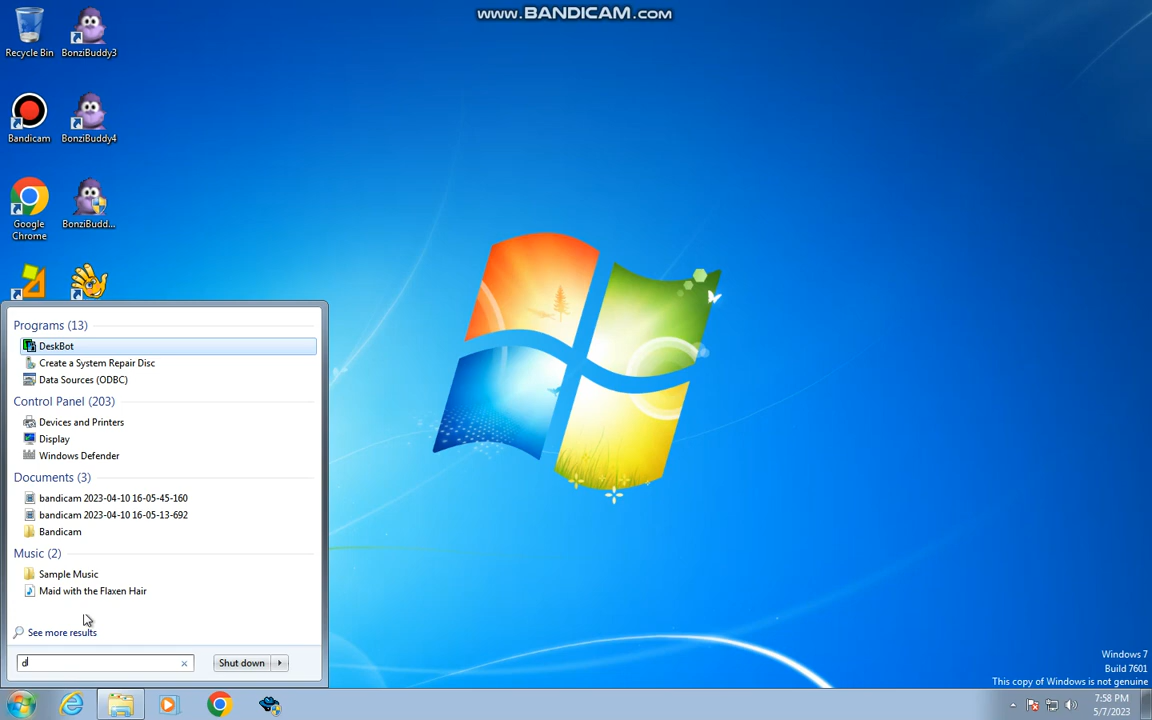 WWW.BANDICAM.COM
Recycle Bin
BonziBuddy3
Bandicam
BonziBuddy4
Google
Chrome
BonziBudd...
Programs (13)
DeskBot
Create a System Repair Disc
Data Sources (ODBC)
Control Panel (203)
Devices and Printers
Display
Windows Defender
Documents (3)
bandicam 2023-04-10 16-05-45-160
bandicam 2023-04-10 16-05-13-692
Bandicam
Music (2)
Sample Music
Maid with the Flaxen Hair
See more results
d
Shut down
Windows 7
Build 7601
This copy of Windows is not genuine
7:58 PM
5/7/2023